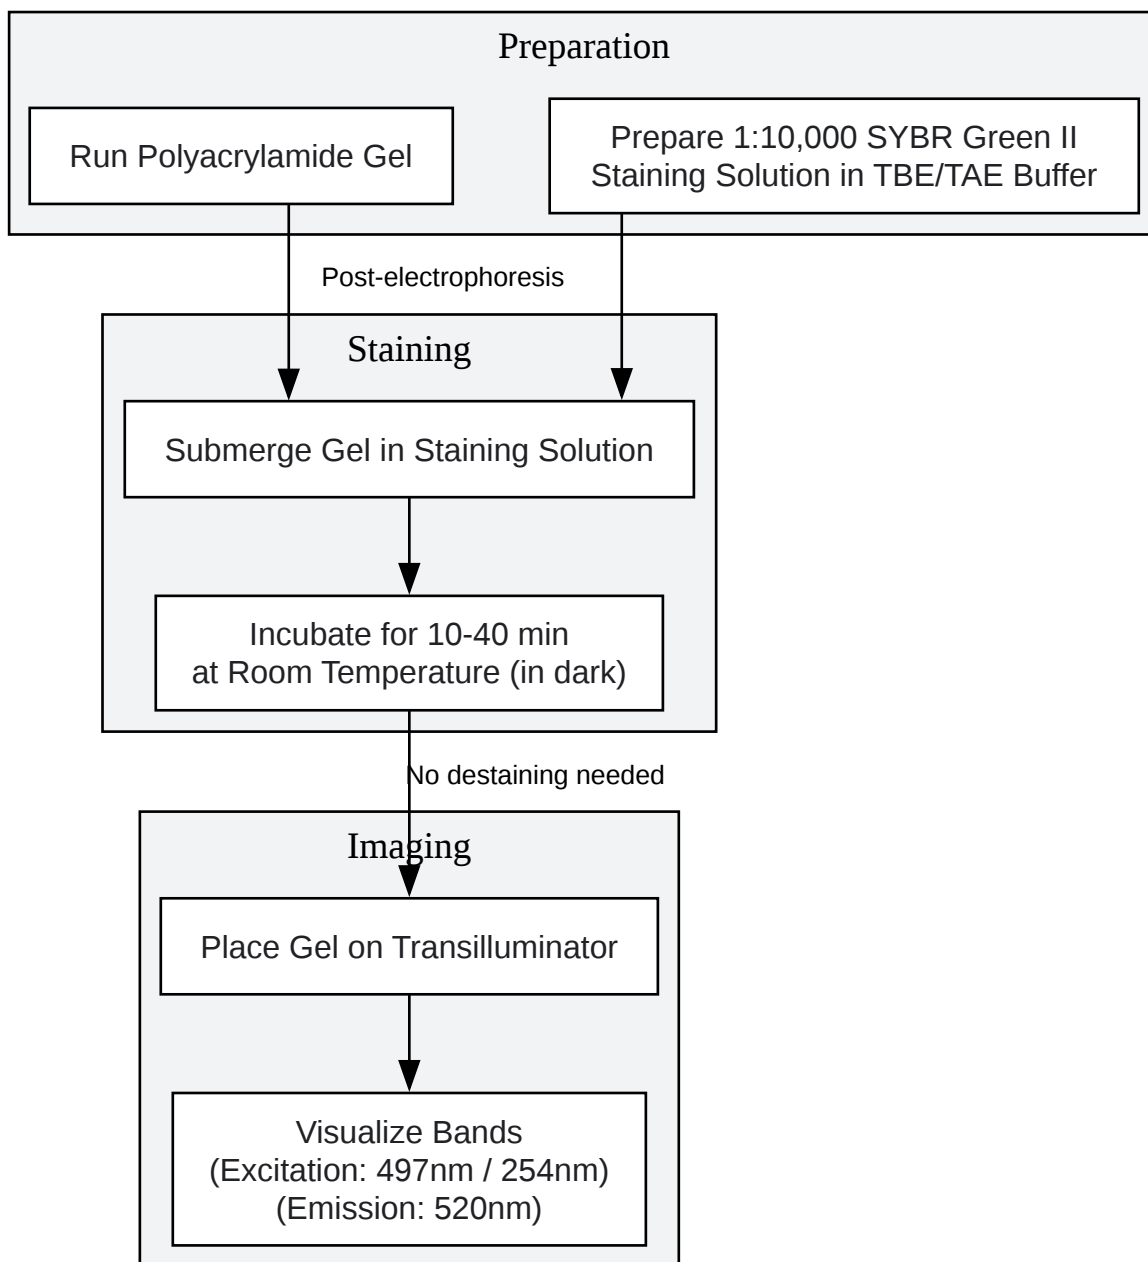 Preparation
Run Polyacrylamide Gel
Prepare 1:10,000 SYBR Green II
Staining Solution in TBE/TAE Buffer
Post-electrophoresis
Staining
Submerge Gel in Staining Solution
Incubate for 10-40 min
at Room Temperature (in dark)
No destaining needed
Imaging
Place Gel on Transilluminator
Visualize Bands
(Excitation: 497nm / 254nm)
(Emission: 520nm)